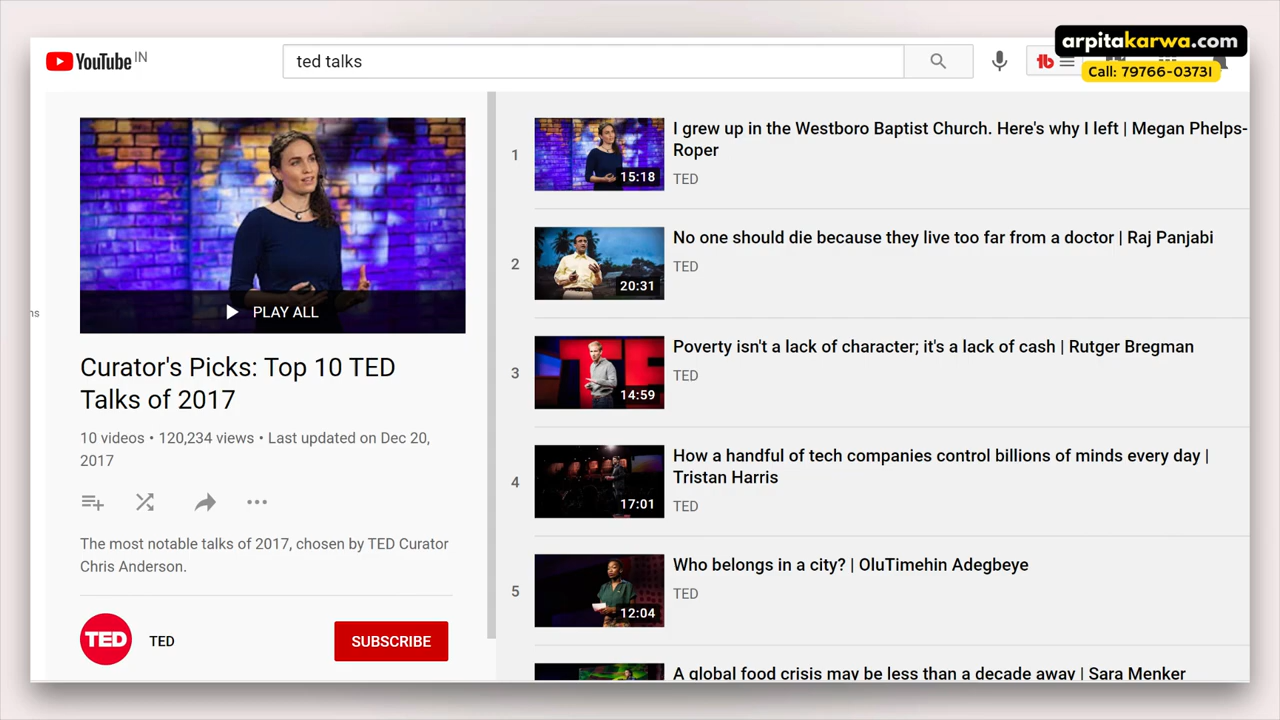 arpitakarwa.com
Call: 79766-03731
YouTube IN
ted talks
PLAY ALL
Curator's Picks: Top 10 TED
Talks of 2017
10 videos • 120,234 views • Last updated on Dec 20,
2017
The most notable talks of 2017, chosen by TED Curator
Chris Anderson.
TED
TED
SUBSCRIBE
1
15:18
I grew up in the Westboro Baptist Church. Here's why I left | Megan Phelps-
Roper
TED
2
20:31
No one should die because they live too far from a doctor | Raj Panjabi
TED
3
14:59
Poverty isn't a lack of character; it's a lack of cash | Rutger Bregman
TED
4
17:01
How a handful of tech companies control billions of minds every day |
Tristan Harris
TED
5
12:04
Who belongs in a city? | OluTimehin Adegbeye
TED
A global food crisis may be less than a decade away | Sara Menker